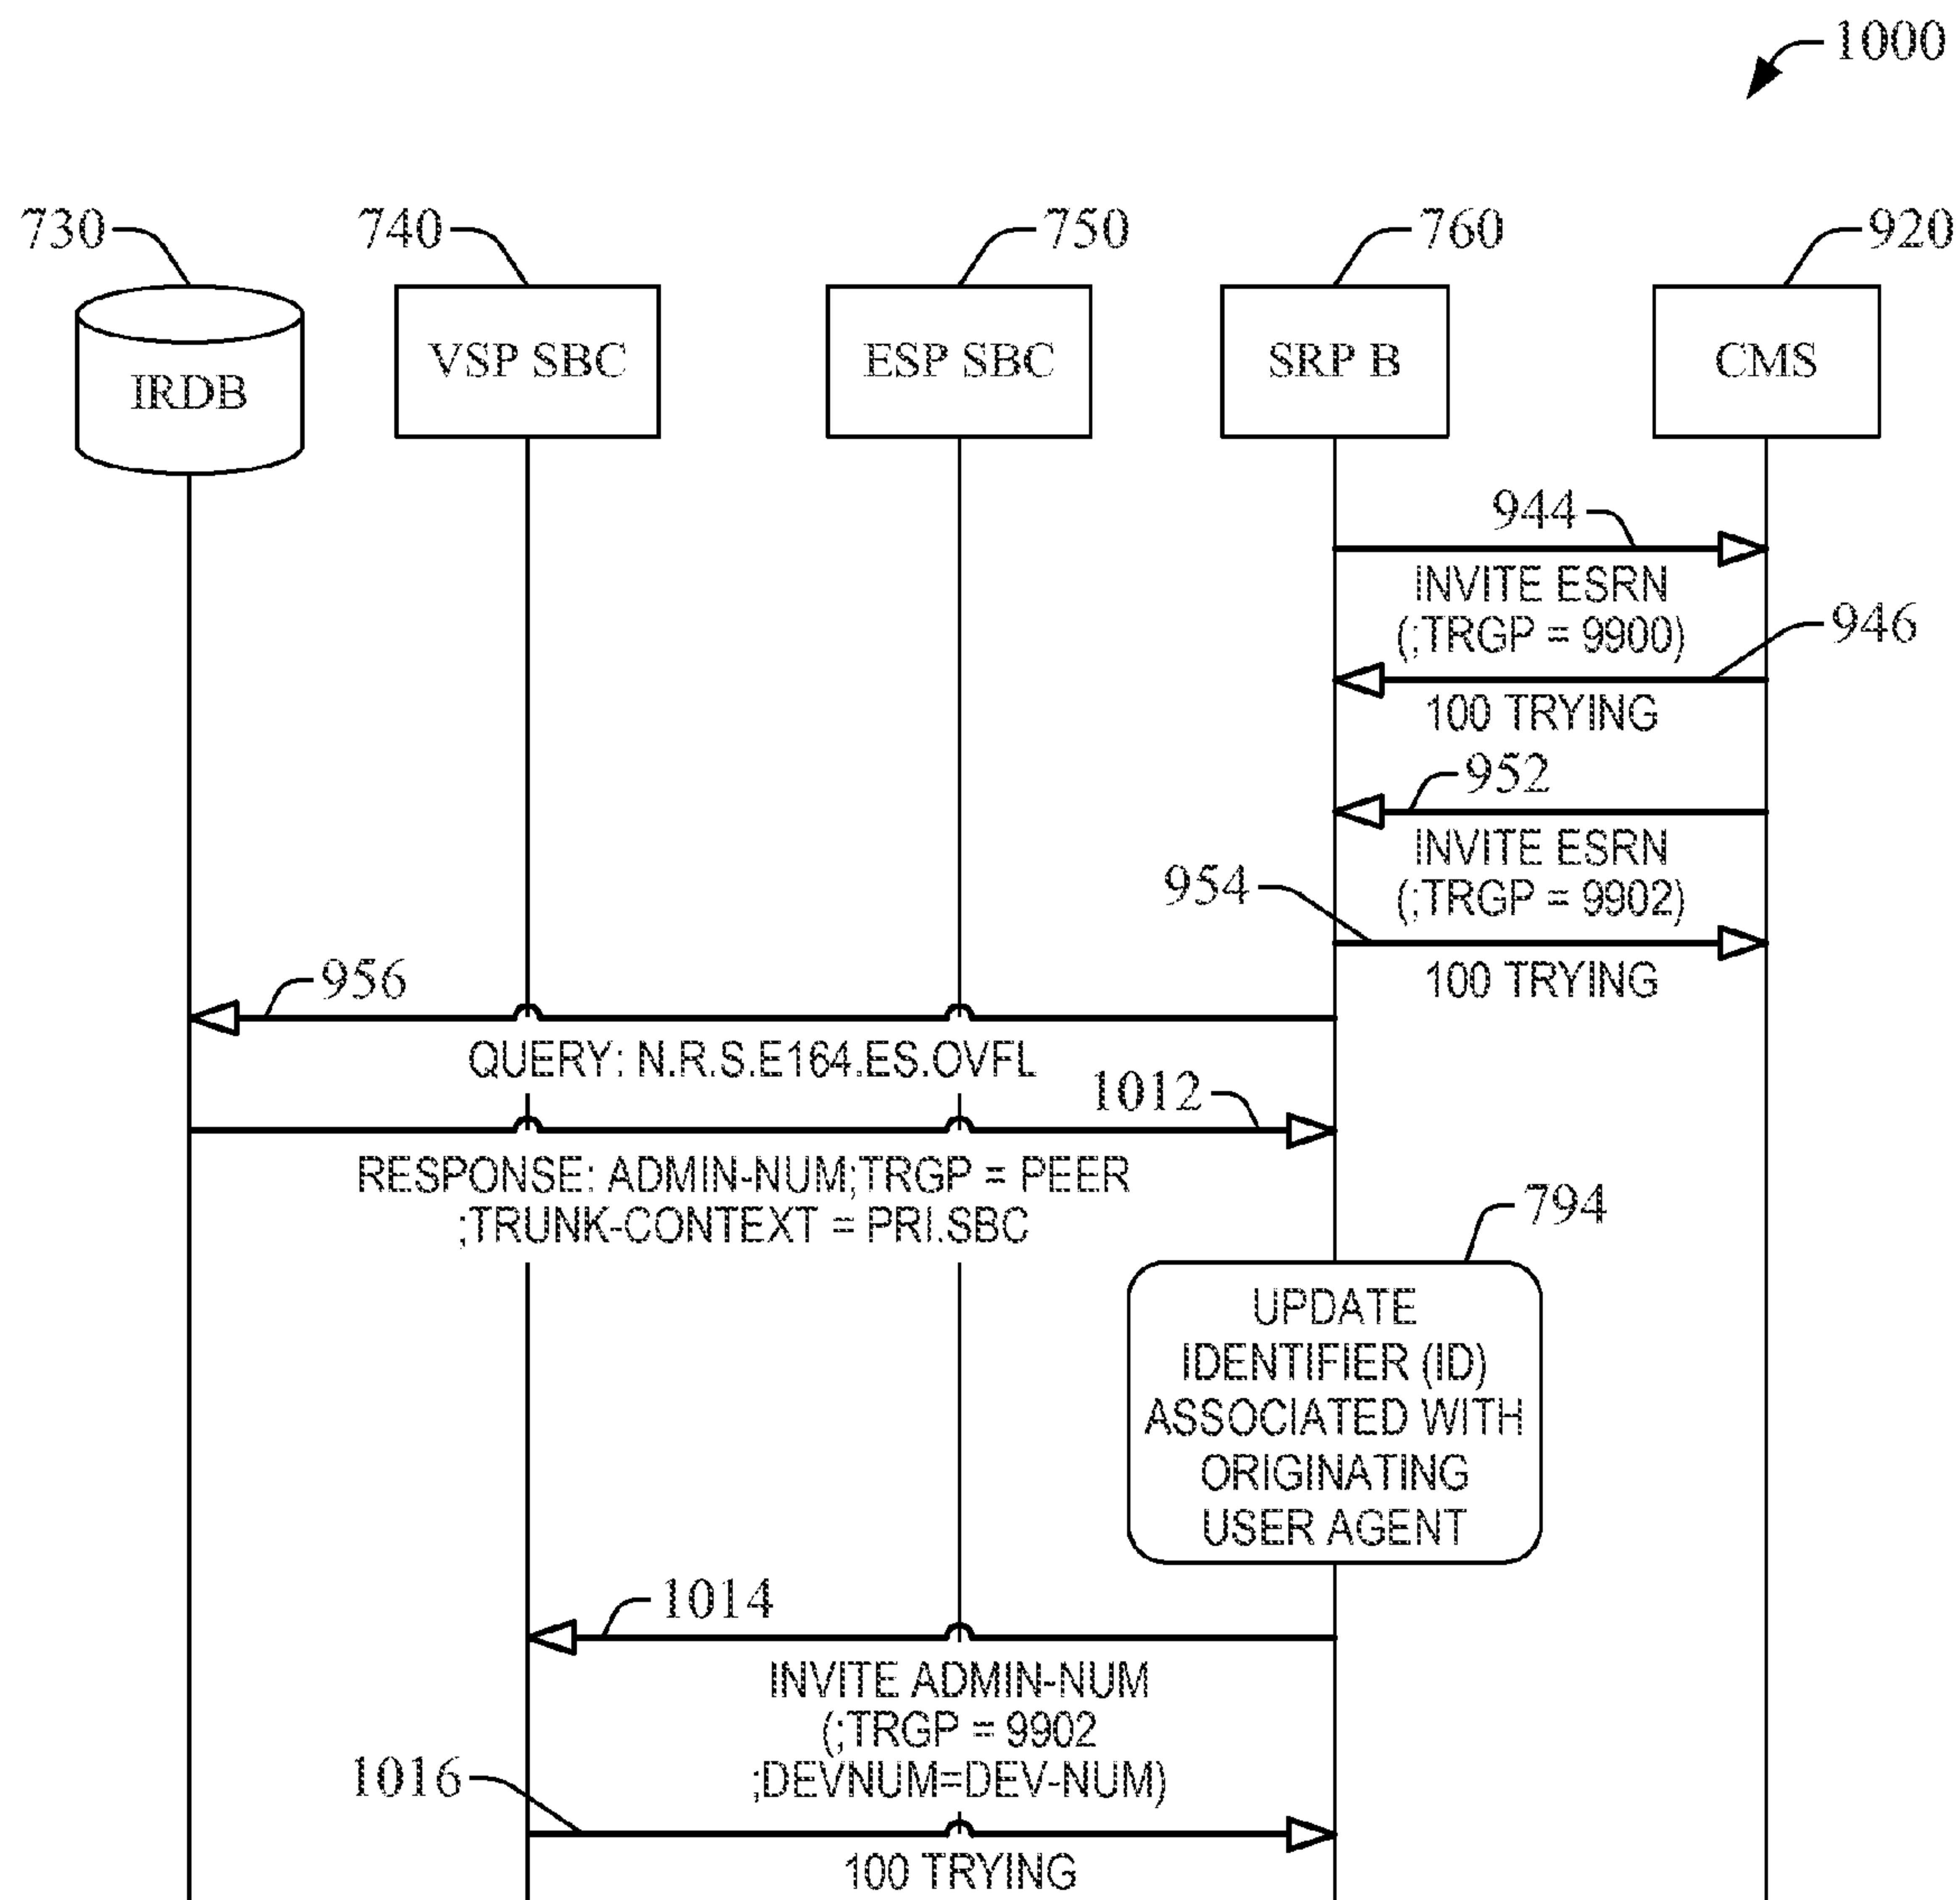 1000
730
740
750
760
920
IRDB
VSP SBC
ESP SBC
SRP B
CMS
944
INVITE ESRN
(;TRGP = 9900)
946
100 TRYING
952
INVITE ESRN
(;TRGP = 9902)
954
100 TRYING
956
QUERY: N.R.S.E164.ES.OVFL
1012
RESPONSE: ADMIN-NUM;TRGP = PEER
;TRUNK-CONTEXT = PRI.SBC
794
UPDATE
IDENTIFIER (ID)
ASSOCIATED WITH
ORIGINATING
USER AGENT
1014
INVITE ADMIN-NUM
(;TRGP = 9902
;DEVNUM=DEV-NUM)
1016
100 TRYING